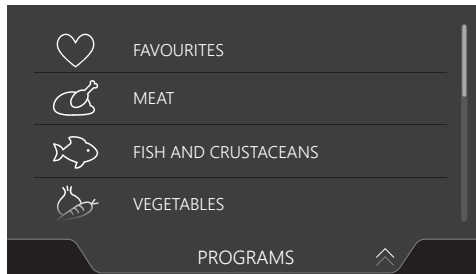 FAVOURITES
MEAT
FISH AND CRUSTACEANS
VEGETABLES
PROGRAMS